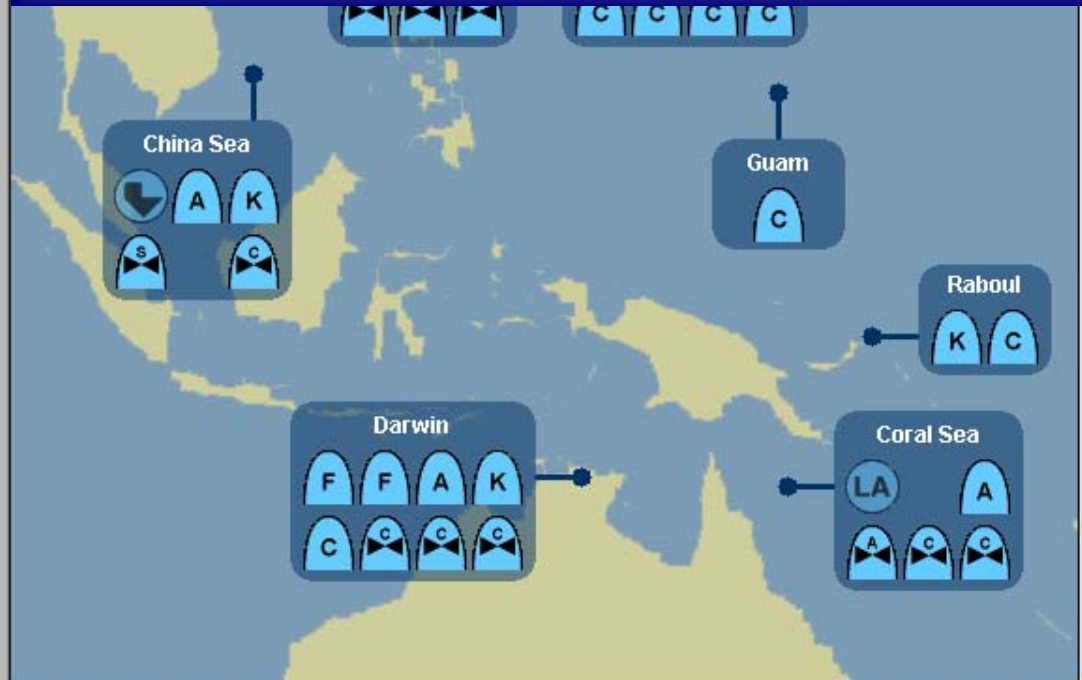 C C C C
China Sea
A K
S C
Guam
C
Raboul
K C
Darwin
F F A K
C C C C
Coral Sea
LA A
A C C